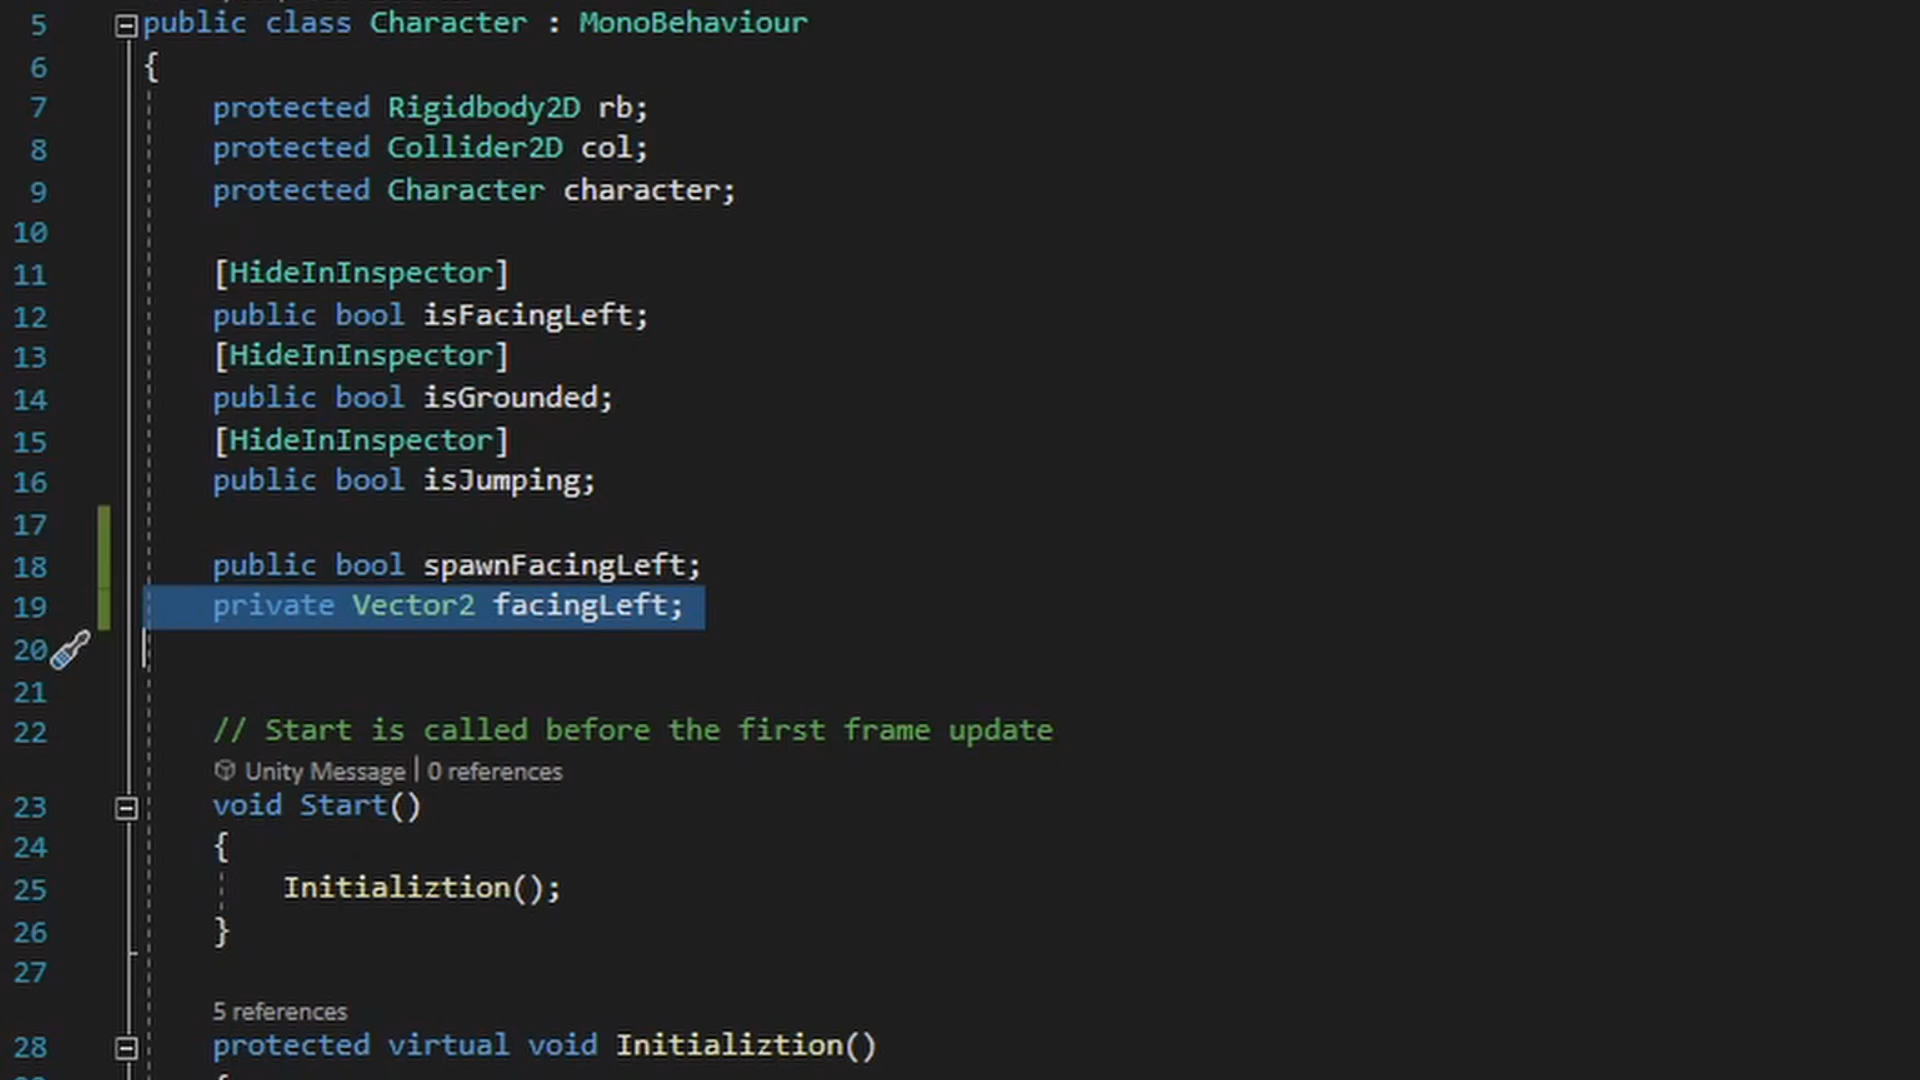 5 public class Character : MonoBehaviour
6 {
7 protected Rigidbody2D rb;
8 protected Collider2D col;
9 protected Character character;
10
11 [HideInInspector]
12 public bool isFacingLeft;
13 [HideInInspector]
14 public bool isGrounded;
15 [HideInInspector]
16 public bool isJumping;
17
18 public bool spawnFacingLeft;
19 private Vector2 facingLeft;
20
21
22 // Start is called before the first frame update
Unity Message | 0 references
23 void Start()
24 {
25 Initializtion();
26 }
27
5 references
28 protected virtual void Initializtion()